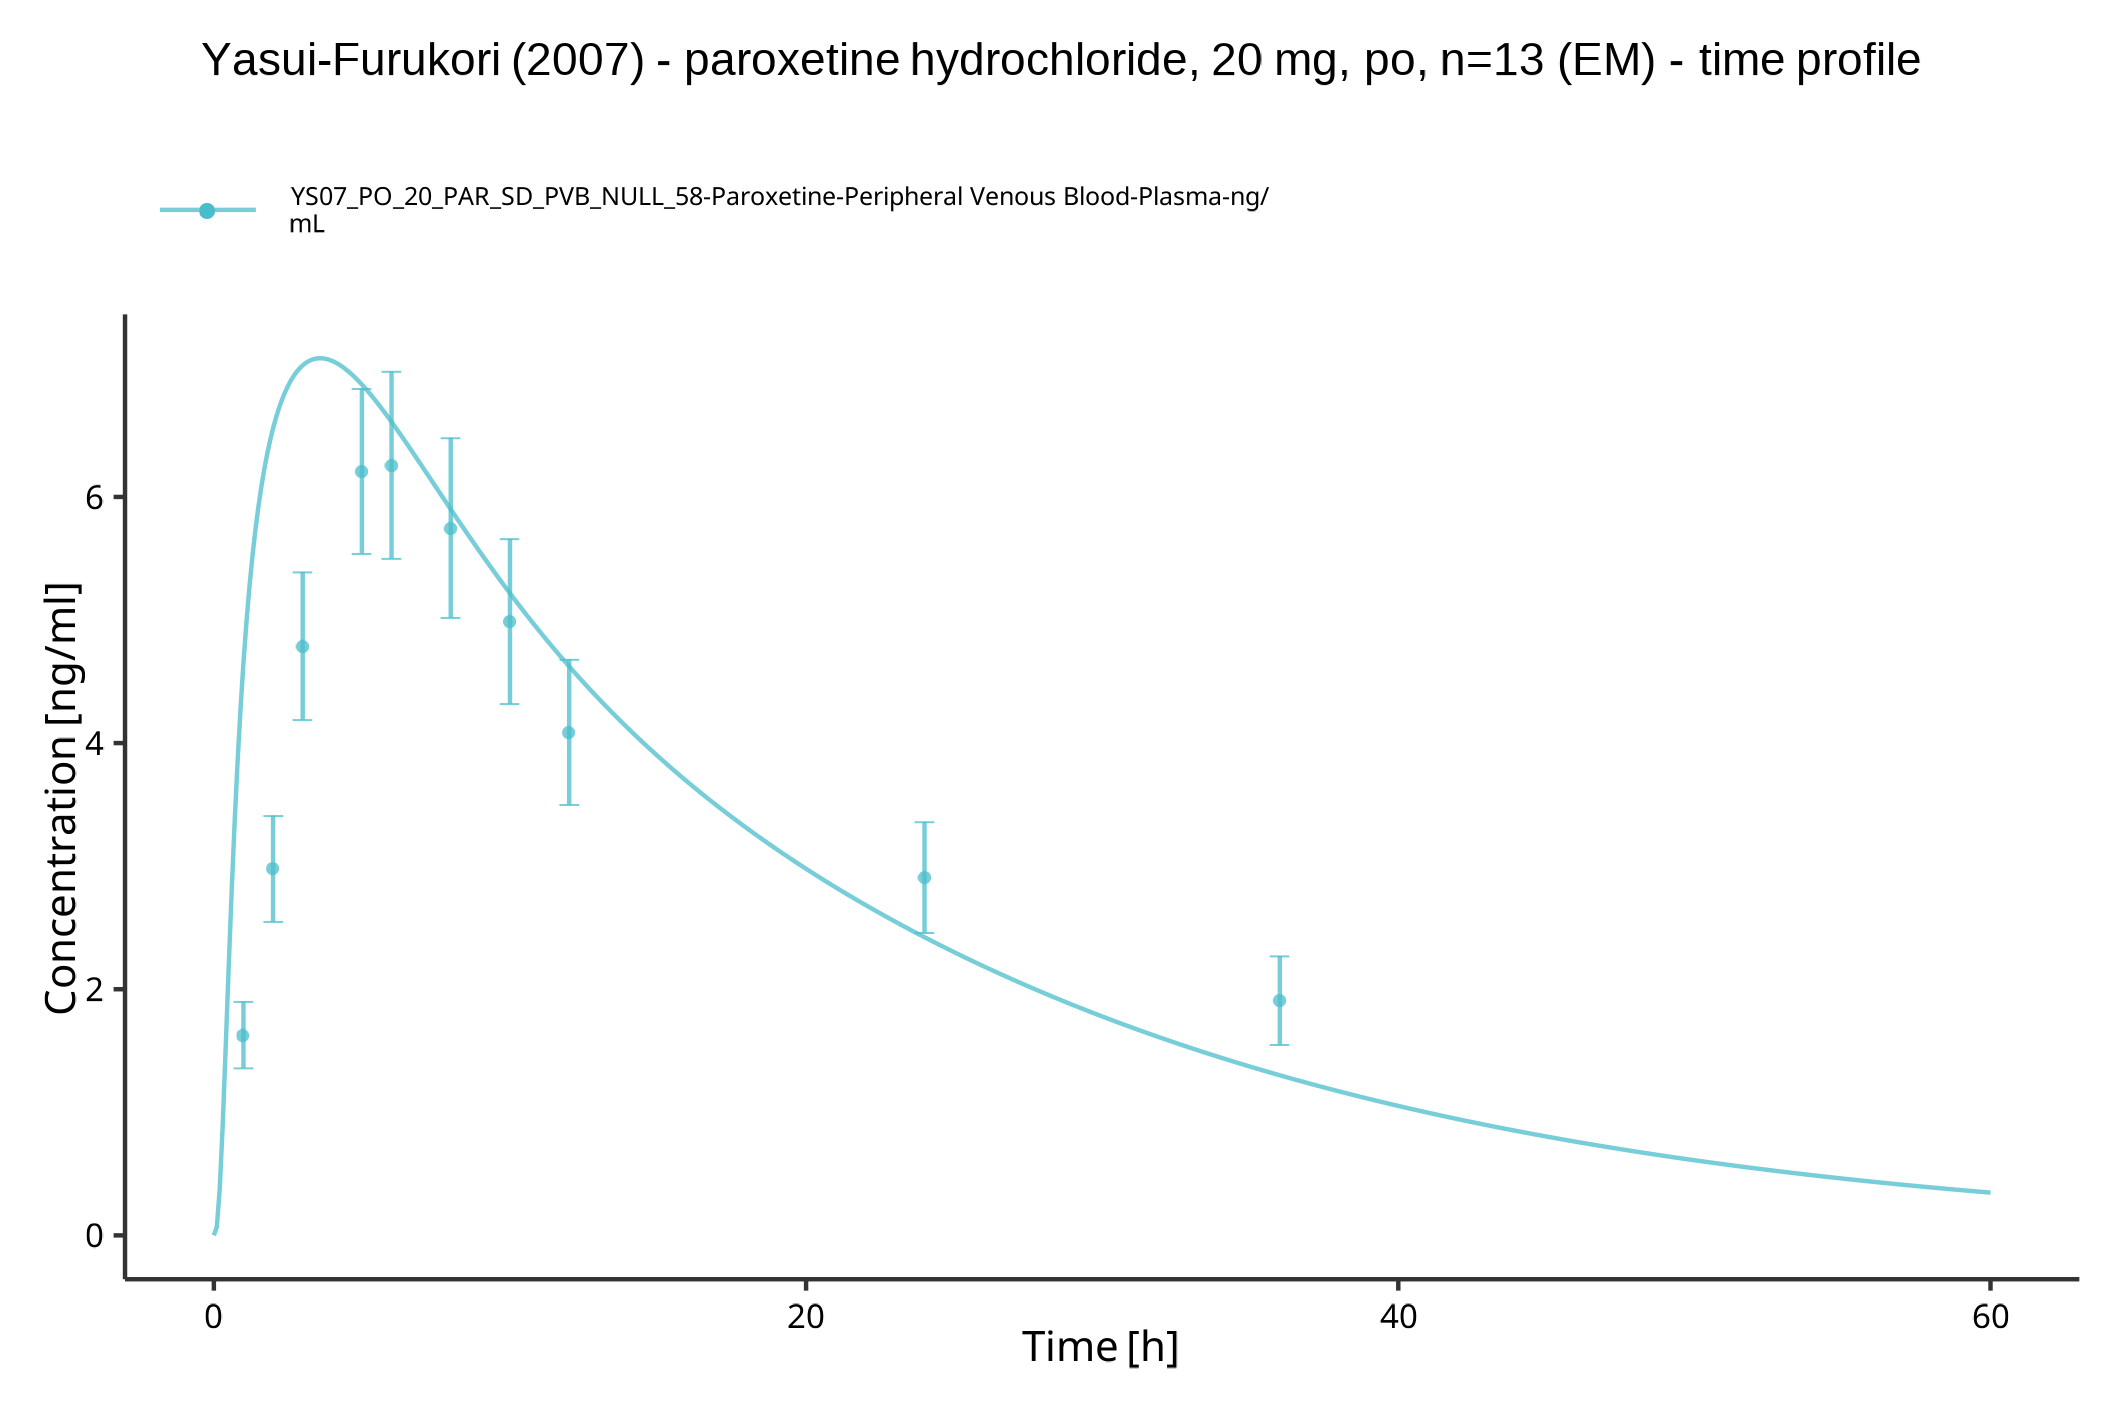 Yasui-Furukori (2007) - paroxetine hydrochloride, 20 mg, po, n=13 (EM) - time profile
YS07_PO_20_PAR_SD_PVB_NULL_58-Paroxetine-Peripheral Venous Blood-Plasma-ng/
mL
Concentration [ng/ml]
6
4
2
0
0
20
40
60
Time [h]